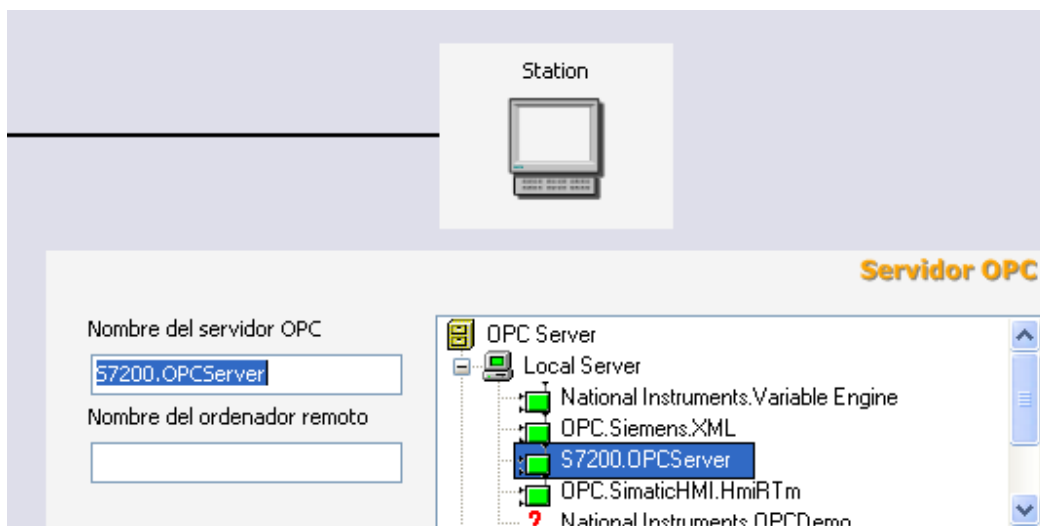 Station
Servidor OPC
Nombre del servidor OPC
S7200.OPCServer
Nombre del ordenador remoto
OPC Server
Local Server
National Instruments.Variable Engine
OPC.Siemens.XML
S7200.OPCServer
OPC.SimaticHMI.HmiRTm
National Instruments.OPCDemo